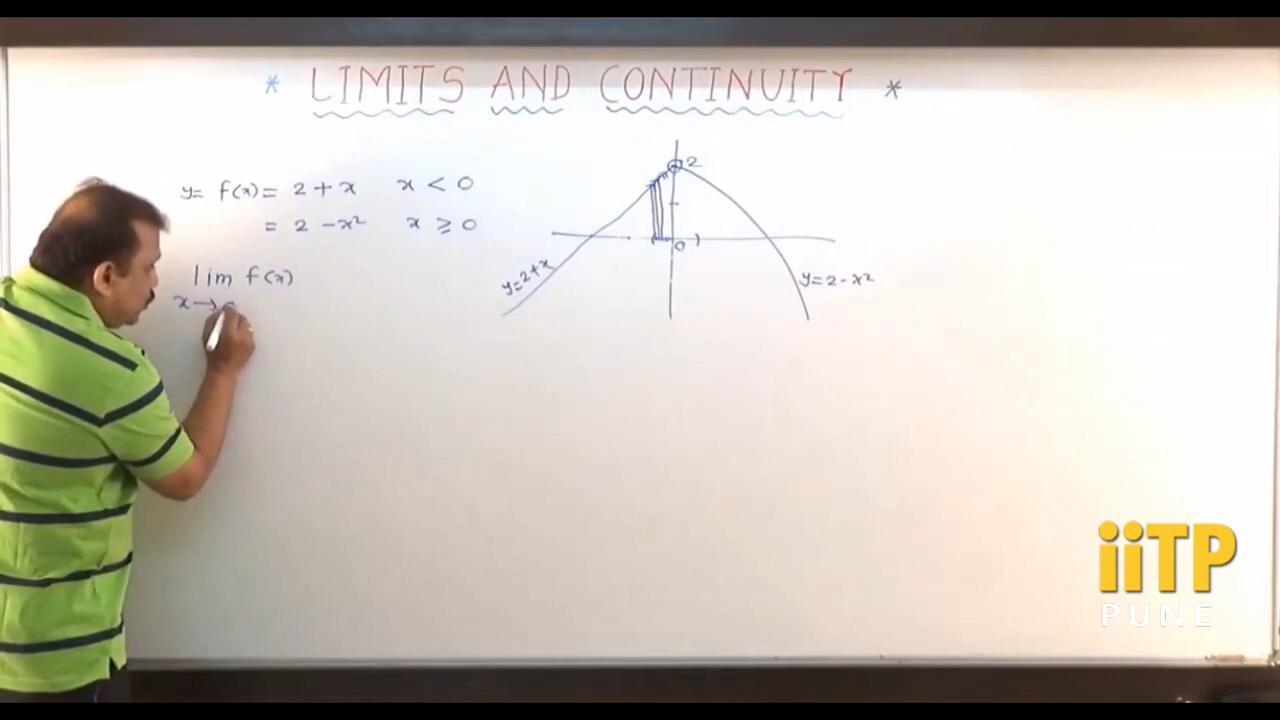 * LIMITS AND CONTINUITY *
y= f(x) = 2 + x x < 0
= 2 - x² x ≥ 0
lim f(x)
x →
2
0
y=2+x
y=2-x²
iiTP
PUNE